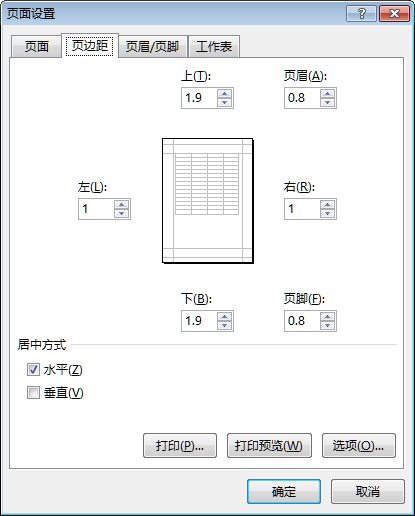 页面设置
页面 页边距 页眉/页脚 工作表
上(T): 页眉(A):
1.9 0.8
左(L): 右(R):
1 1
下(B): 页脚(F):
1.9 0.8
居中方式
水平(Z)
垂直(V)
打印(P)... 打印预览(W) 选项(O)...
确定 取消